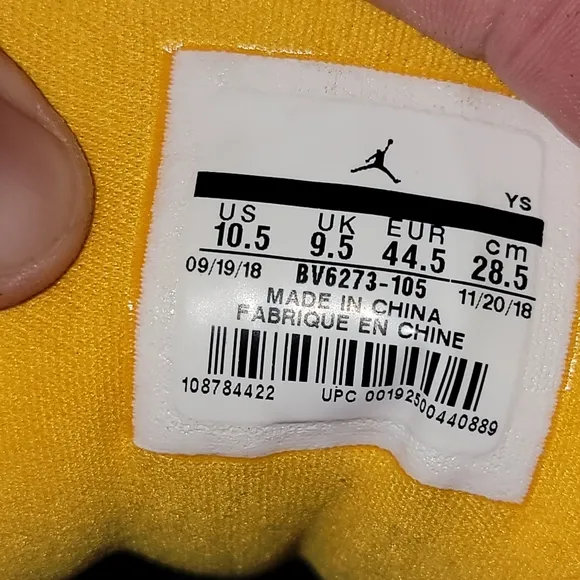 YS
US UK EUR cm
10.5 9.5 44.5 28.5
09/19/18 BV6273-105 11/20/18
MADE IN CHINA
FABRIQUE EN CHINE
108784422 UPC 00192500440889